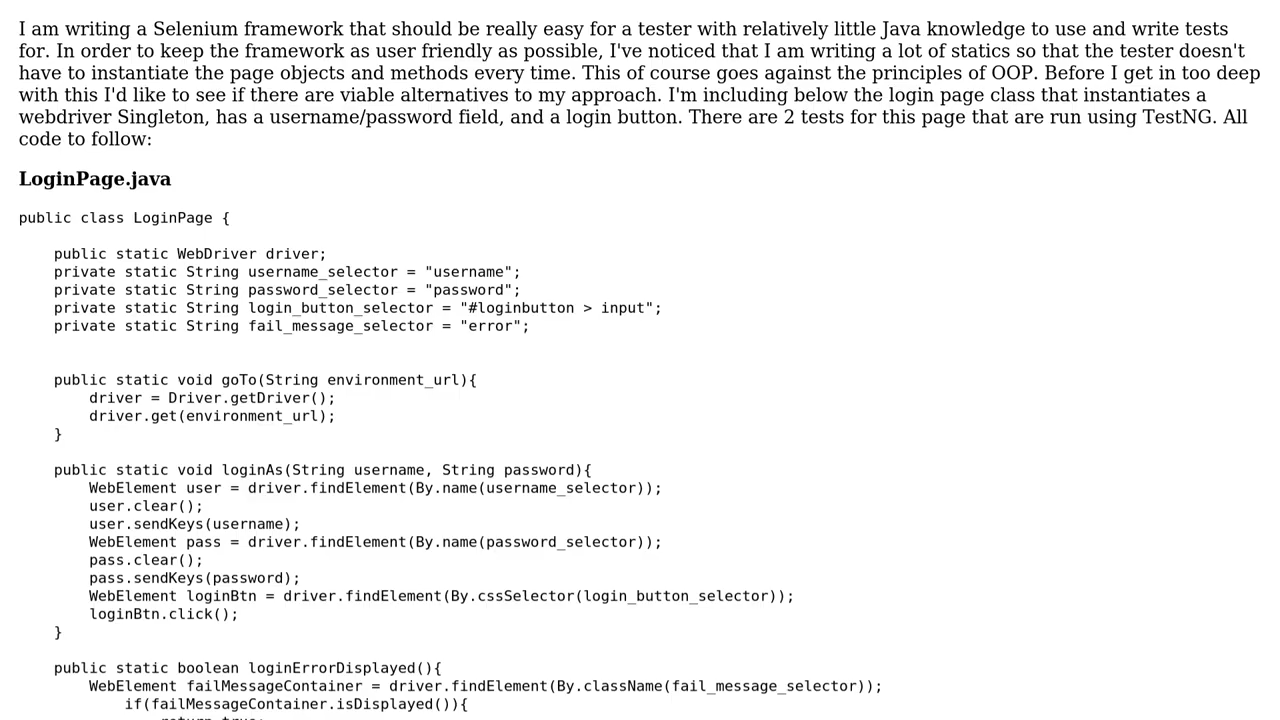 I am writing a Selenium framework that should be really easy for a tester with relatively little Java knowledge to use and write tests
for. In order to keep the framework as user friendly as possible, I've noticed that I am writing a lot of statics so that the tester doesn't
have to instantiate the page objects and methods every time. This of course goes against the principles of OOP. Before I get in too deep
with this I'd like to see if there are viable alternatives to my approach. I'm including below the login page class that instantiates a
webdriver Singleton, has a username/password field, and a login button. There are 2 tests for this page that are run using TestNG. All
code to follow:
LoginPage.java
public class LoginPage {
    public static WebDriver driver;
    private static String username_selector = "username";
    private static String password_selector = "password";
    private static String login_button_selector = "#loginbutton > input";
    private static String fail_message_selector = "error";
    public static void goTo(String environment_url){
        driver = Driver.getDriver();
        driver.get(environment_url);
    }
    public static void loginAs(String username, String password){
        WebElement user = driver.findElement(By.name(username_selector));
        user.clear();
        user.sendKeys(username);
        WebElement pass = driver.findElement(By.name(password_selector));
        pass.clear();
        pass.sendKeys(password);
        WebElement loginBtn = driver.findElement(By.cssSelector(login_button_selector));
        loginBtn.click();
    }
    public static boolean loginErrorDisplayed(){
        WebElement failMessageContainer = driver.findElement(By.className(fail_message_selector));
            if(failMessageContainer.isDisplayed()){